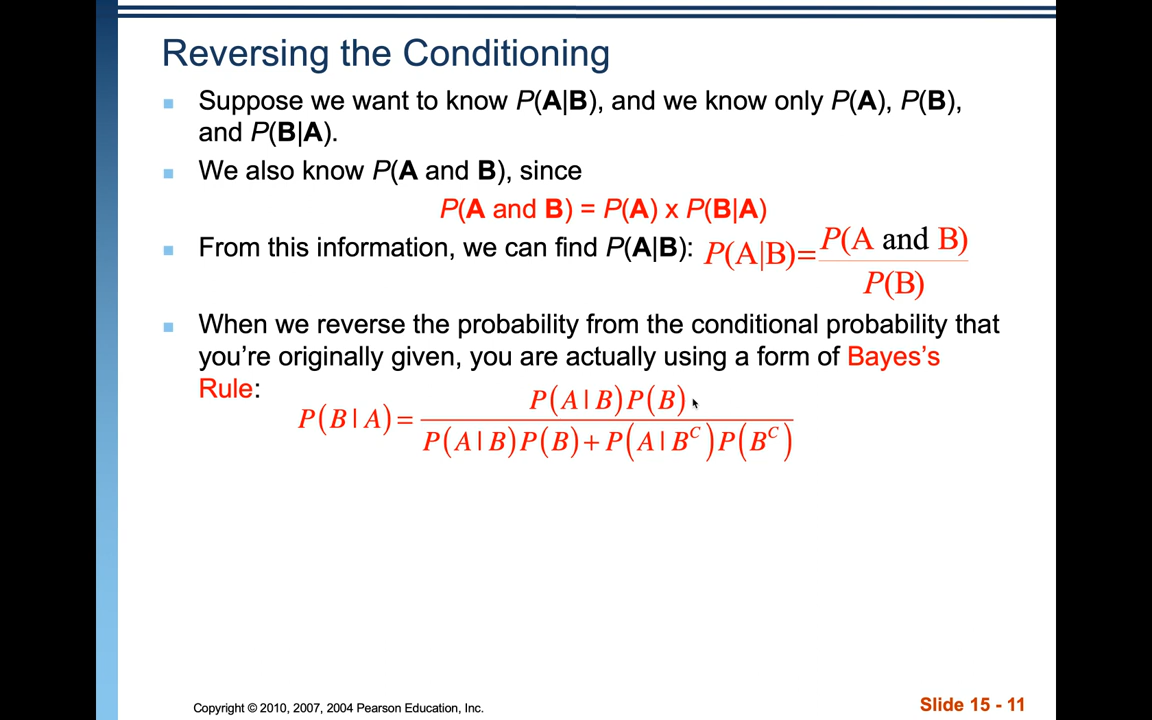 Reversing the Conditioning
Suppose we want to know P(A|B), and we know only P(A), P(B),
and P(B|A).
We also know P(A and B), since
P(A and B) = P(A) x P(B|A)
From this information, we can find P(A|B): P(A|B)= P(A and B)
P(B)
When we reverse the probability from the conditional probability that
you’re originally given, you are actually using a form of Bayes’s
Rule:
P(A | B)P(B)
P(B | A) =
P(A | B)P(B) + P(A | Bᶜ)P(Bᶜ)
Copyright © 2010, 2007, 2004 Pearson Education, Inc.
Slide 15 - 11